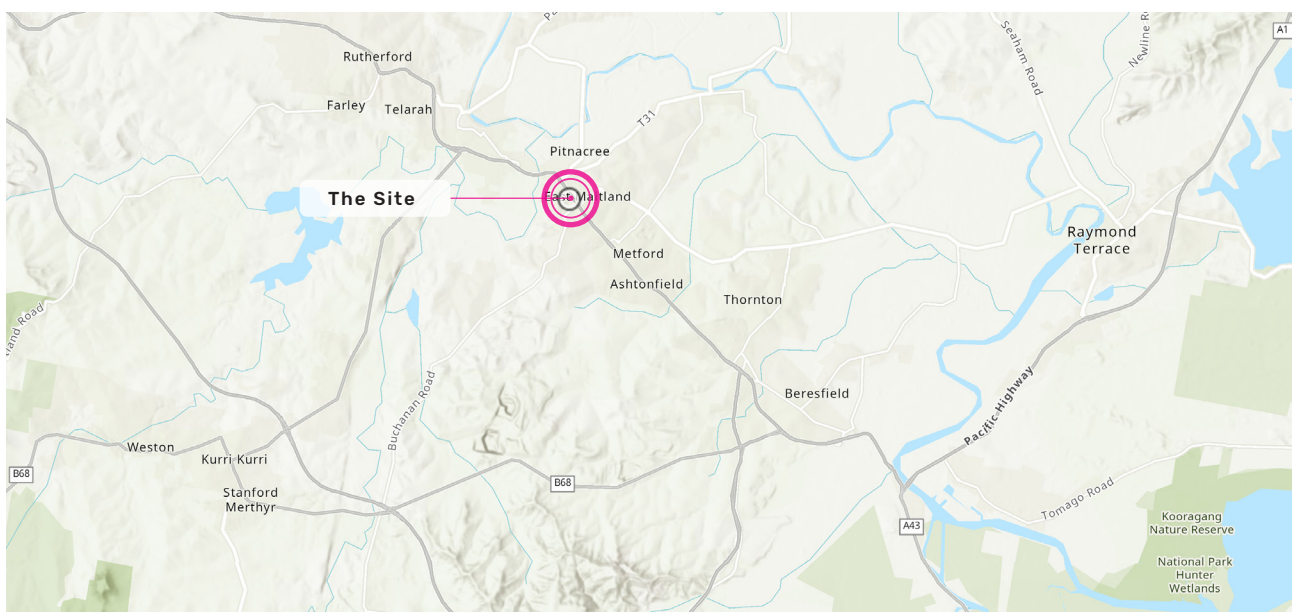 Pa
Seaham Road
Newline R
A1
Rutherford
Farley
Telarah
T31
Pitnacree
The Site
East Maitland
Raymond
Terrace
Metford
Ashtonfield
Thornton
tland Road
Buchanan Road
Beresfield
Pacific Highway
Weston
Kurri Kurri
B68
B68
Stanford
Merthyr
A43
Tomago Road
Kooragang
Nature Reserve
National Park
Hunter
Wetlands